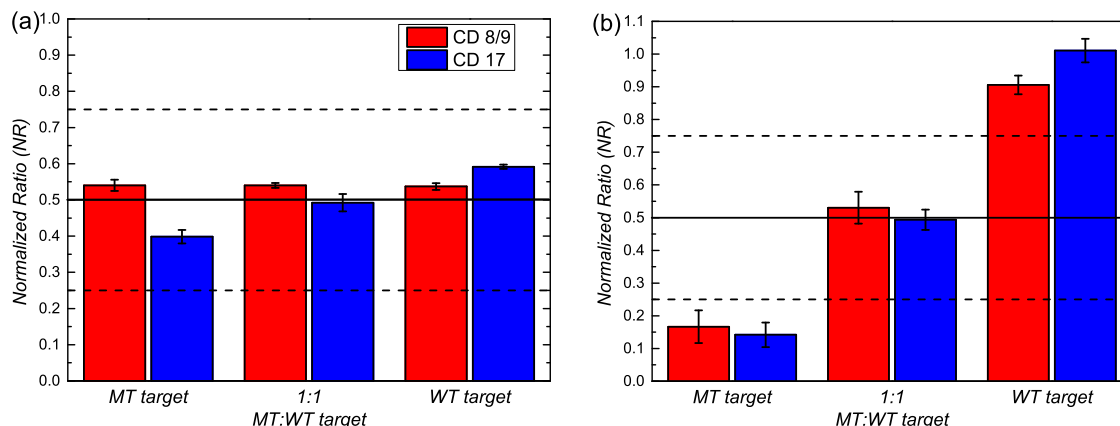 (a)
Normalized Ratio (NR)
1.0
0.9
0.8
0.7
0.6
0.5
0.4
0.3
0.2
0.1
0.0
CD 8/9
CD 17
MT target
1:1
WT target
MT:WT target
(b)
Normalized Ratio (NR)
1.1
1.0
0.9
0.8
0.7
0.6
0.5
0.4
0.3
0.2
0.1
0.0
MT target
1:1
WT target
MT:WT target